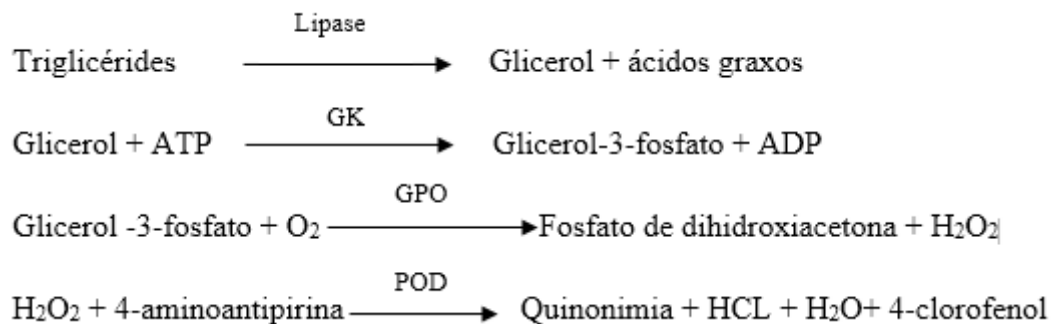 Lipase
Triglicérides Glicerol + ácidos graxos
GK
Glicerol + ATP Glicerol-3-fosfato + ADP
GPO
Glicerol -3-fosfato + O₂ Fosfato de dihidroxiacetona + H₂O₂
POD
H₂O₂ + 4-aminoantipirina Quinonimia + HCL + H₂O+ 4-clorofenol